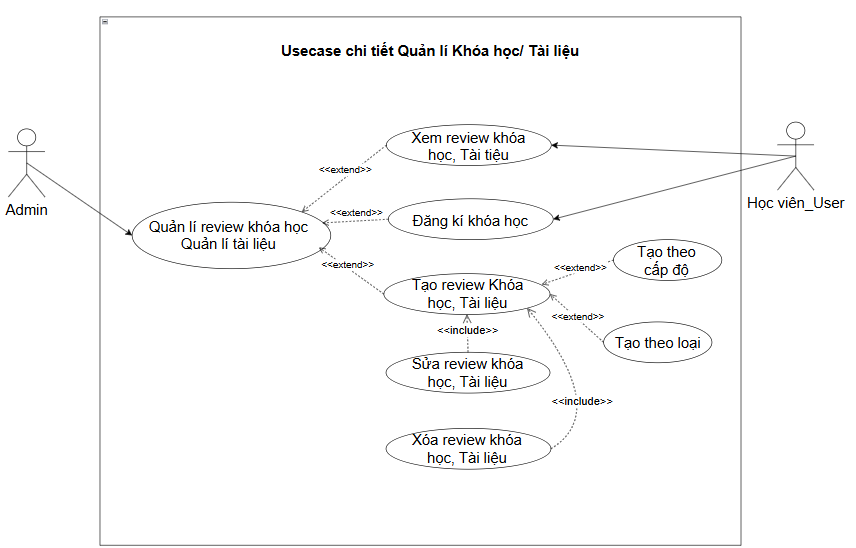 Usecase chi tiết Quản lí Khóa học/ Tài liệu
Xem review khóa
học, Tài tiệu
<<extend>>
Admin
Học viên_User
Quản lí review khóa học
Quản lí tài liệu
<<extend>>
Đăng kí khóa học
<<extend>>
Tạo review Khóa
học, Tài liệu
<<extend>>
Tạo theo
cấp độ
<<extend>>
Tạo theo loại
<<include>>
Sửa review khóa
học, Tài liệu
<<include>>
Xóa review khóa
học, Tài liệu